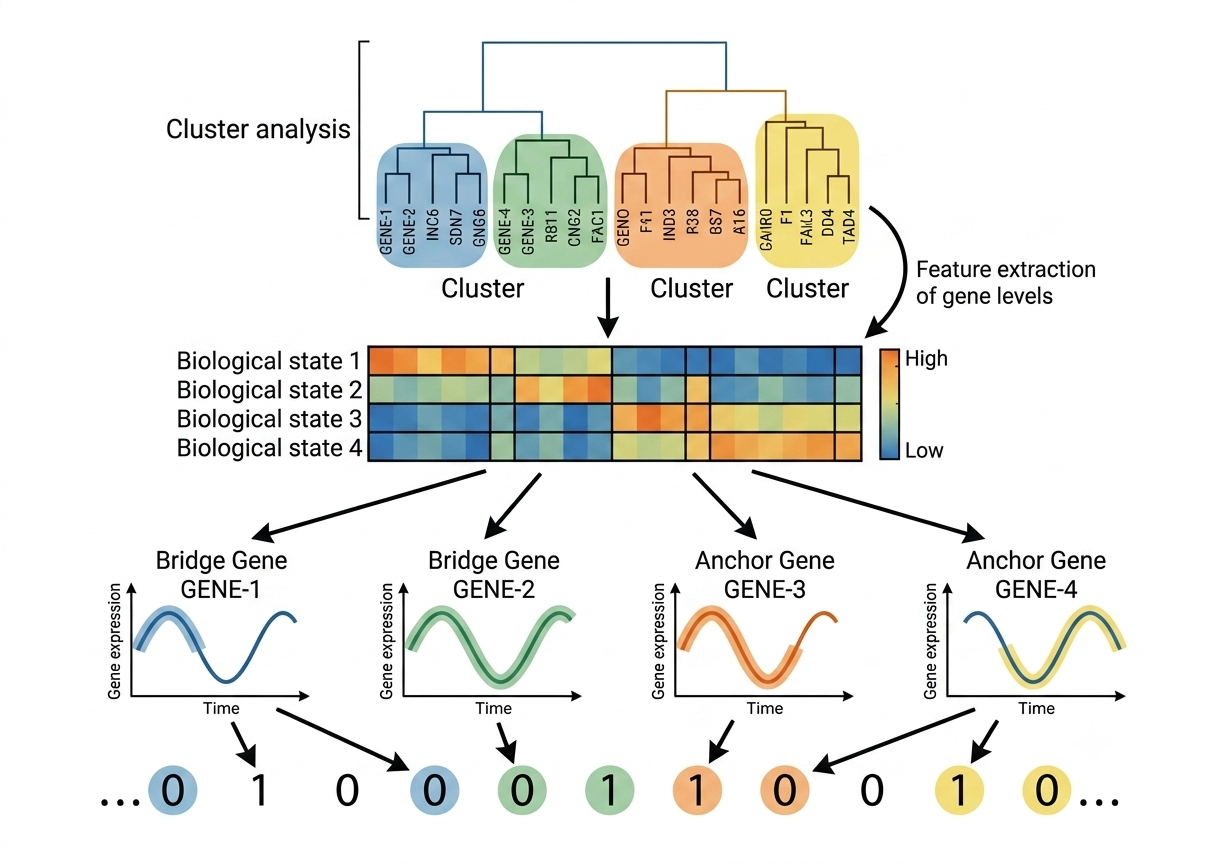 Cluster analysis
GENE-1
GENE-2
INC6
SDN7
GNG6
GENE-4
GENE-3
R811
CNG2
FAC1
GENO
IND3
R38
BS7
A16
F1
DD4
TAD4
Cluster
Cluster
Cluster
Feature extraction
of gene levels
Biological state 1
Biological state 2
Biological state 3
Biological state 4
High
Low
Bridge Gene
GENE-1
Bridge Gene
GENE-2
Anchor Gene
GENE-3
Anchor Gene
GENE-4
Gene expression
Time
Gene expression
Time
Gene expression
Time
Gene expression
Time
...0 1 0 0 0 1 1 0 0 1 0...